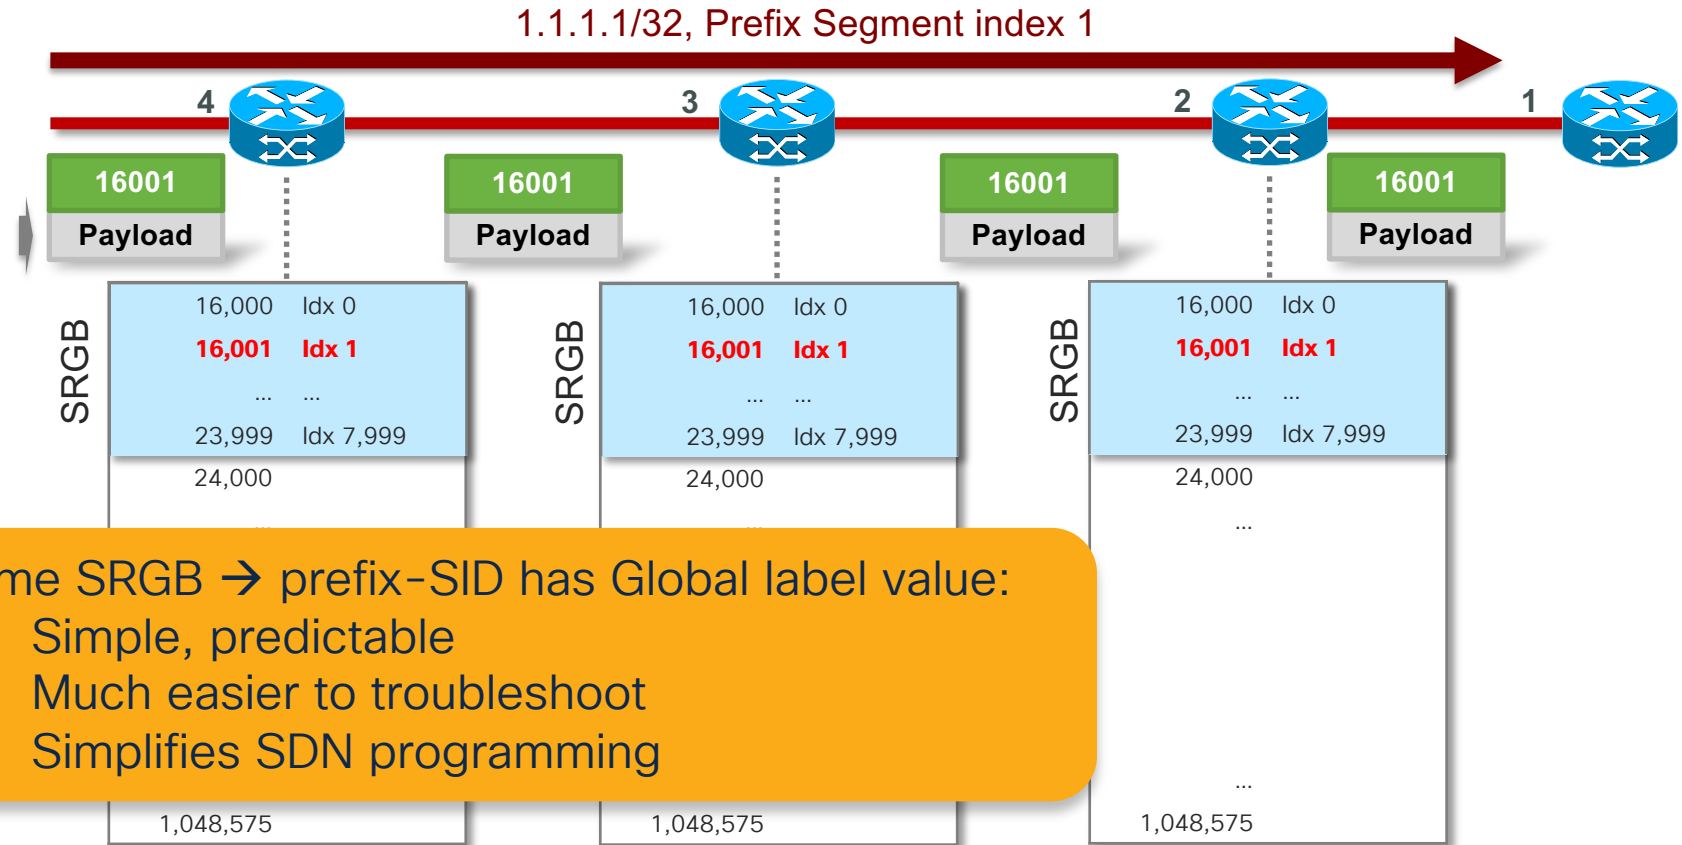 1.1.1.1/32, Prefix Segment index 1
4 3 2 1
16001 16001 16001 16001
Payload Payload Payload Payload
SRGB
16,000 Idx 0
16,001 Idx 1
... ...
23,999 Idx 7,999
24,000
...
1,048,575
SRGB
16,000 Idx 0
16,001 Idx 1
... ...
23,999 Idx 7,999
24,000
...
1,048,575
SRGB
16,000 Idx 0
16,001 Idx 1
... ...
23,999 Idx 7,999
24,000
...
...
1,048,575
me SRGB → prefix-SID has Global label value:
Simple, predictable
Much easier to troubleshoot
Simplifies SDN programming